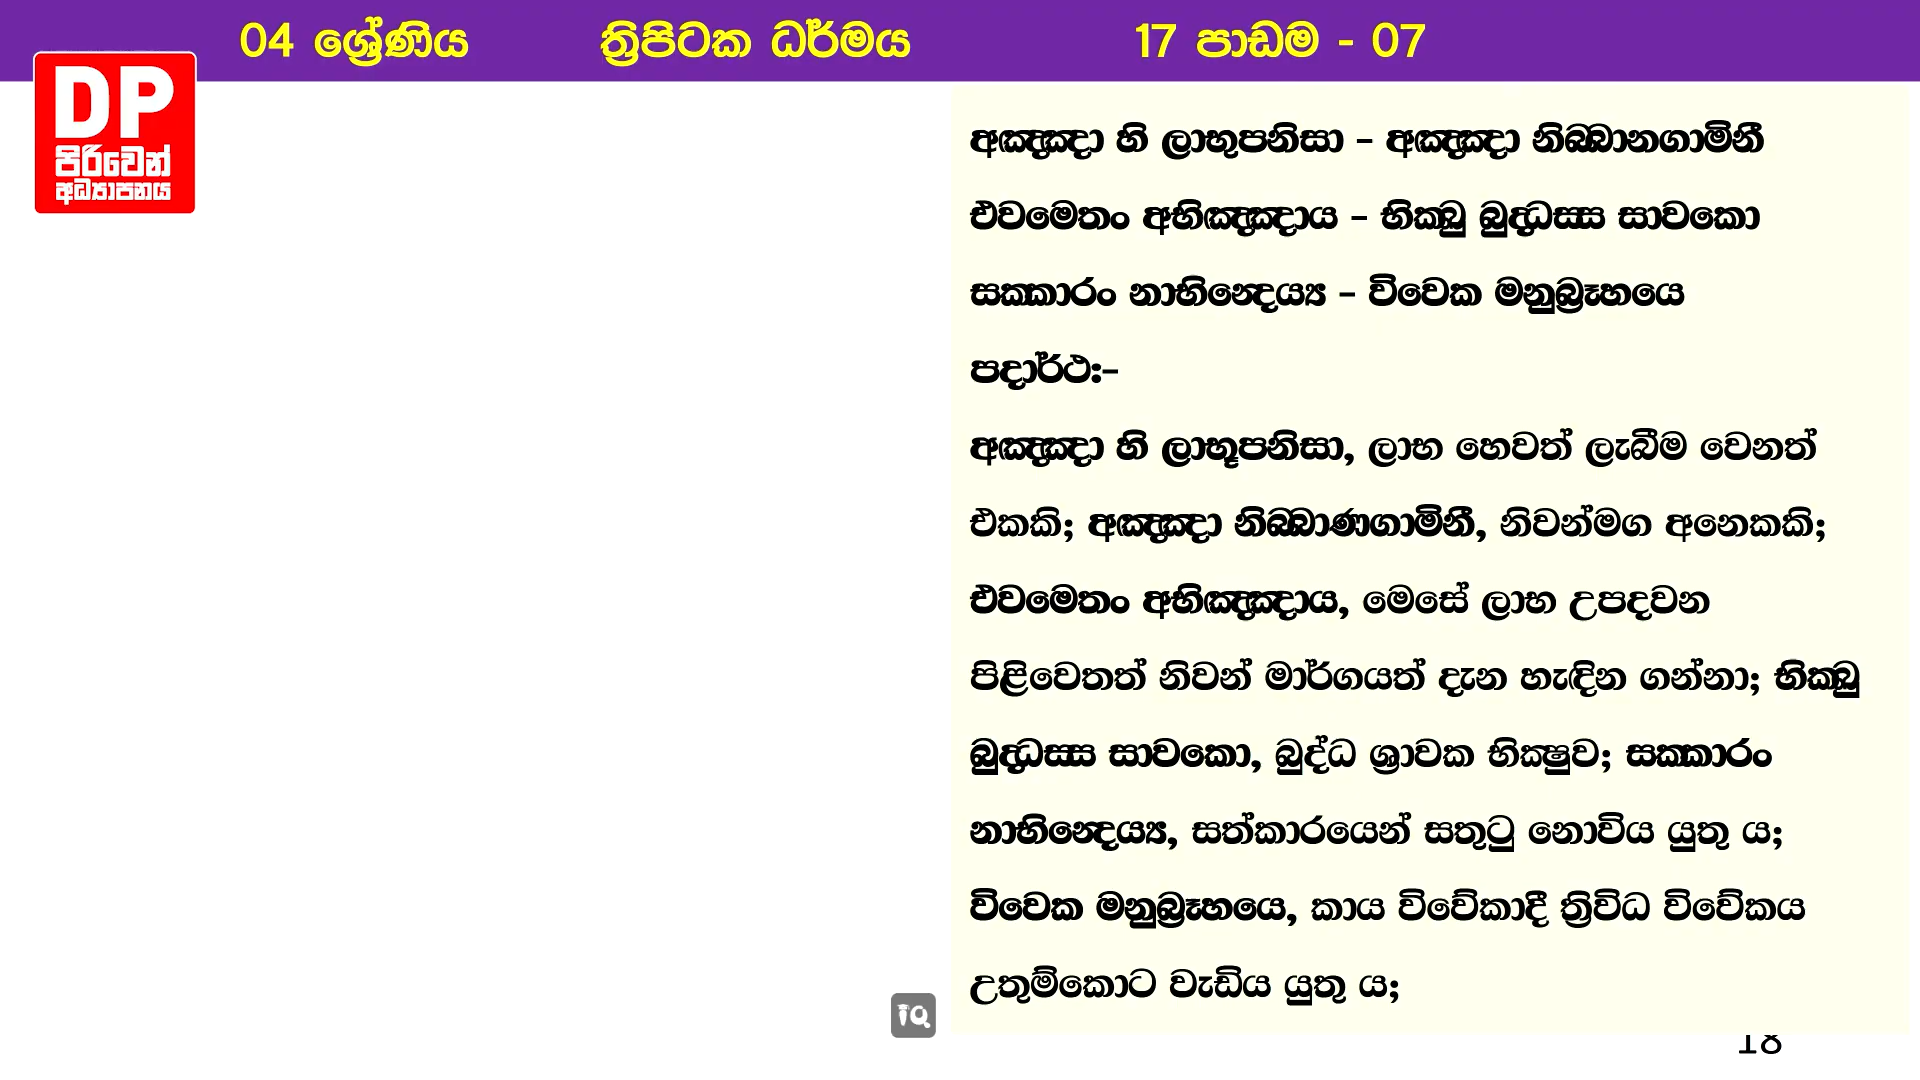 04 ශ්‍රේණිය ත්‍රිපිටක ධර්මය 17 පාඩම - 07
DP
පිරිවෙන්
අධ්‍යාපනය
අඤ්ඤා හි ලාභුපනිසා - අඤ්ඤා නිබ්බානගාමිනී
එවමෙතං අභිඤ්ඤාය - භික්ඛු බුද්ධස්ස සාවකො
සක්කාරං නාභින්දෙය්‍ය - විවෙක මනුබ්‍රෑහයෙ
පදාර්ථ:-
අඤ්ඤා හි ලාභූපනිසා, ලාභ හෙවත් ලැබීම වෙනත්
එකකි; අඤ්ඤා නිබ්බාණගාමිනී, නිවන්මග අනෙකකි;
එවමෙතං අභිඤ්ඤාය, මෙසේ ලාභ උපදවන
පිළිවෙතත් නිවන් මාර්ගයත් දැන හැඳින ගන්නා; භික්ඛු
බුද්ධස්ස සාවකො, බුද්ධ ශ්‍රාවක භික්‍ෂුව; සක්කාරං
නාභින්දෙය්‍ය, සත්කාරයෙන් සතුටු නොවිය යුතු ය;
විවෙක මනුබ්‍රෑහයෙ, කාය විවේකාදී ත්‍රිවිධ විවේකය
උතුම්කොට වැඩිය යුතු ය;
iQ
18